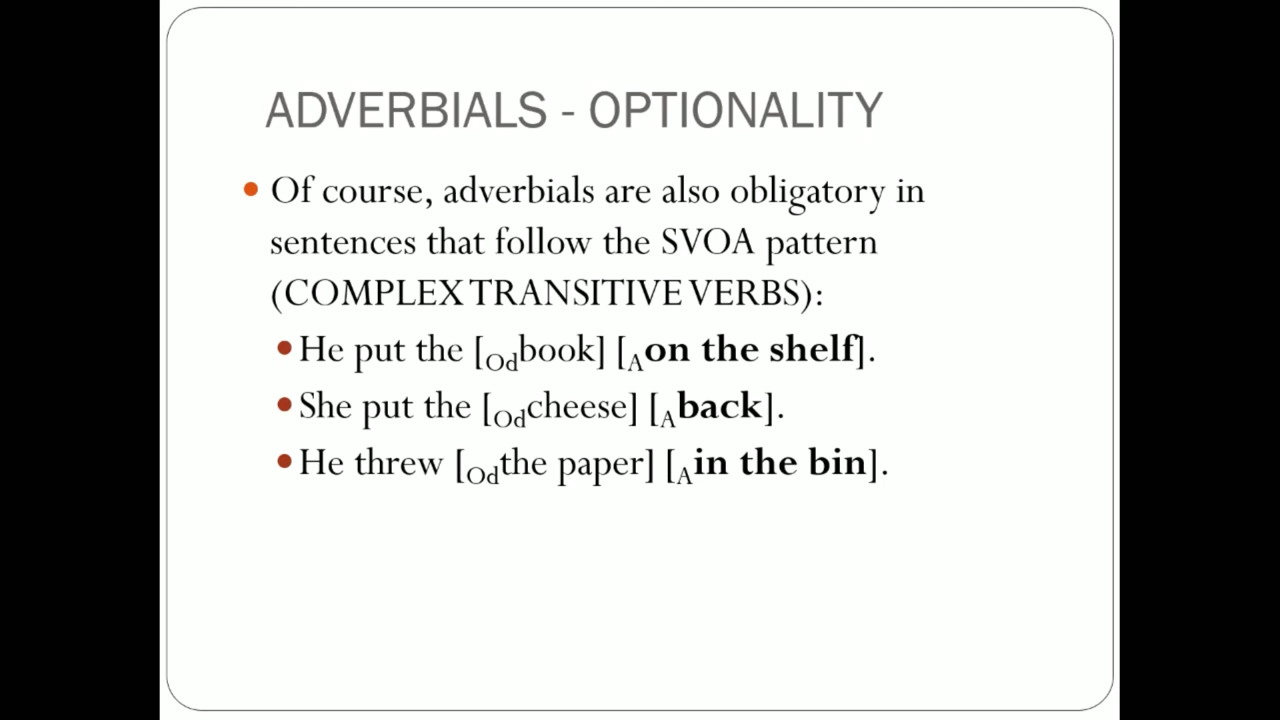 ADVERBIALS - OPTIONALITY
• Of course, adverbials are also obligatory in
sentences that follow the SVOA pattern
(COMPLEX TRANSITIVE VERBS):
• He put the [Odbook] [Aon the shelf].
• She put the [Odcheese] [Aback].
• He threw [Odthe paper] [Ain the bin].